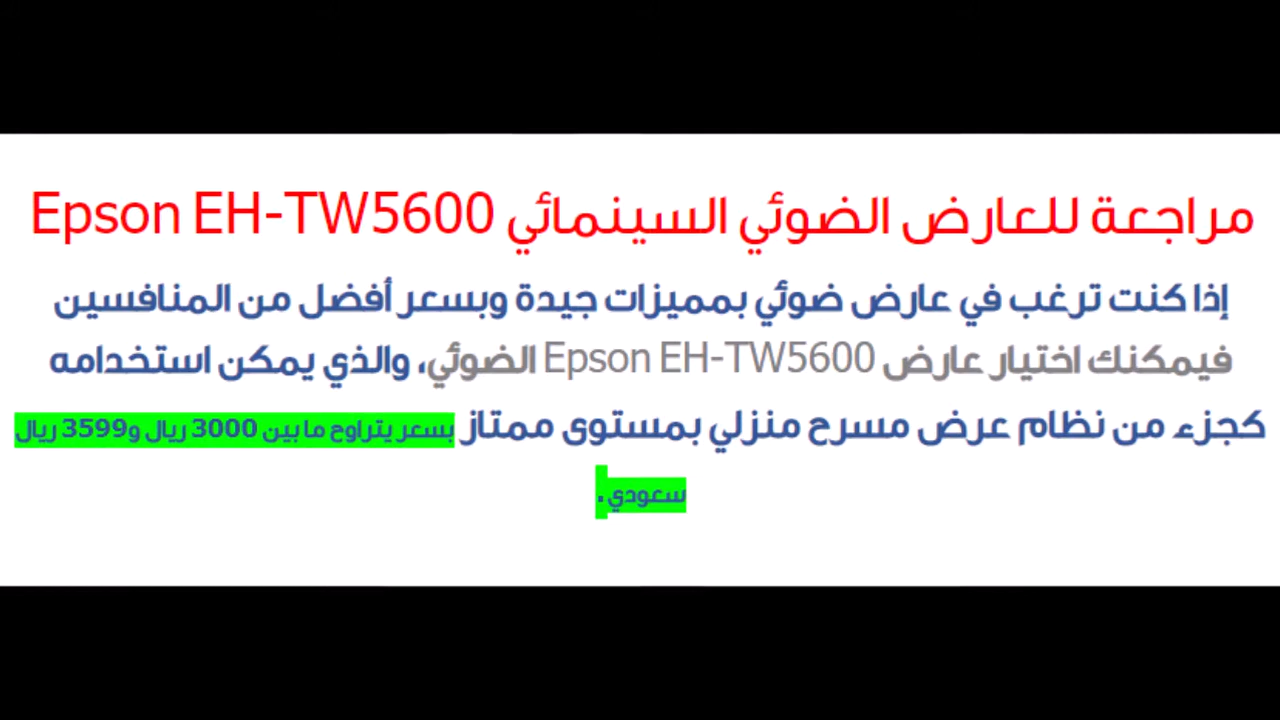 مراجعة للعارض الضوئي السينمائي Epson EH-TW5600
إذا كنت ترغب في عارض ضوئي بمميزات جيدة وبسعر أفضل من المنافسين
فيمكنك اختيار عارض Epson EH-TW5600 الضوئي، والذي يمكن استخدامه
كجزء من نظام عرض مسرح منزلي بمستوى ممتاز بسعر يتراوح ما بين 3000 ريال و3599 ريال
سعودي.